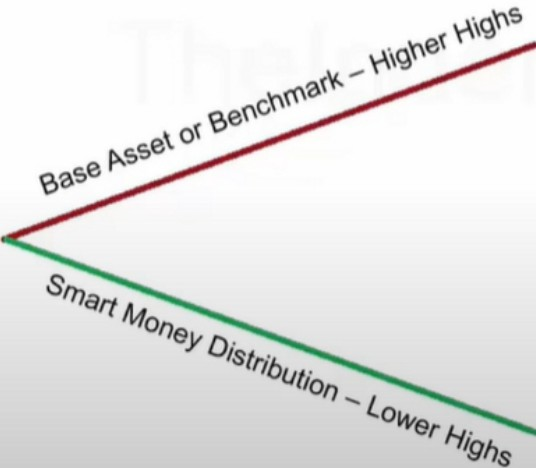 Base Asset or Benchmark – Higher Highs
Smart Money Distribution – Lower Highs